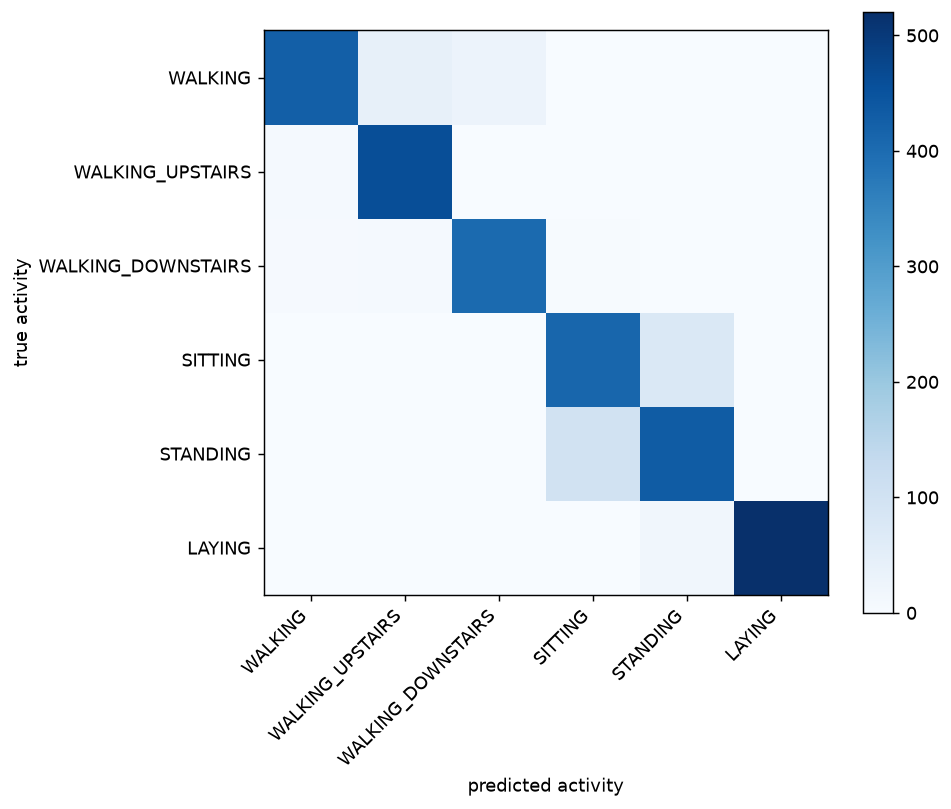 WALKING
WALKING_UPSTAIRS
WALKING_DOWNSTAIRS
SITTING
STANDING
LAYING
true activity
WALKING
WALKING_UPSTAIRS
WALKING_DOWNSTAIRS
SITTING
STANDING
LAYING
predicted activity
500
400
300
200
100
0